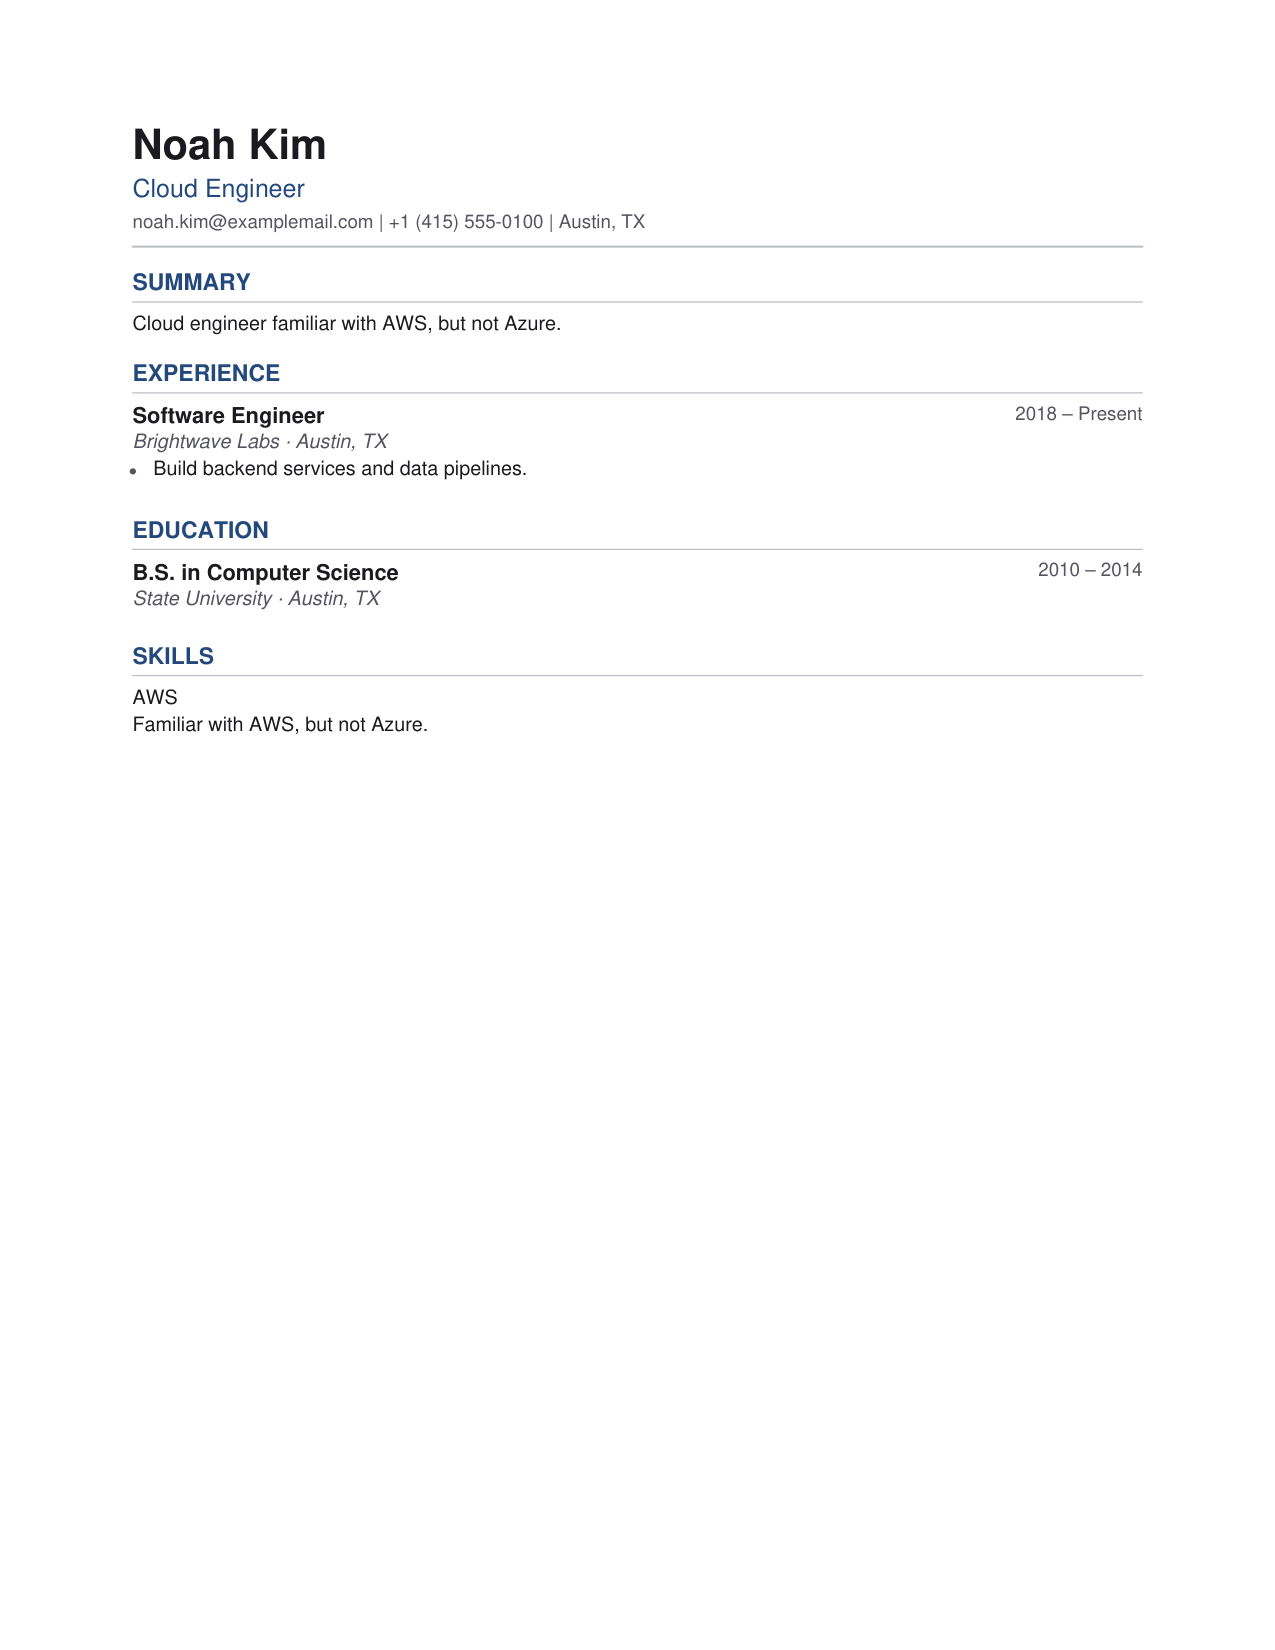 Noah Kim
Cloud Engineer
noah.kim@examplemail.com | +1 (415) 555-0100 | Austin, TX
SUMMARY
Cloud engineer familiar with AWS, but not Azure.
EXPERIENCE
Software Engineer 2018 – Present
Brightwave Labs · Austin, TX
• Build backend services and data pipelines.
EDUCATION
B.S. in Computer Science 2010 – 2014
State University · Austin, TX
SKILLS
AWS
Familiar with AWS, but not Azure.